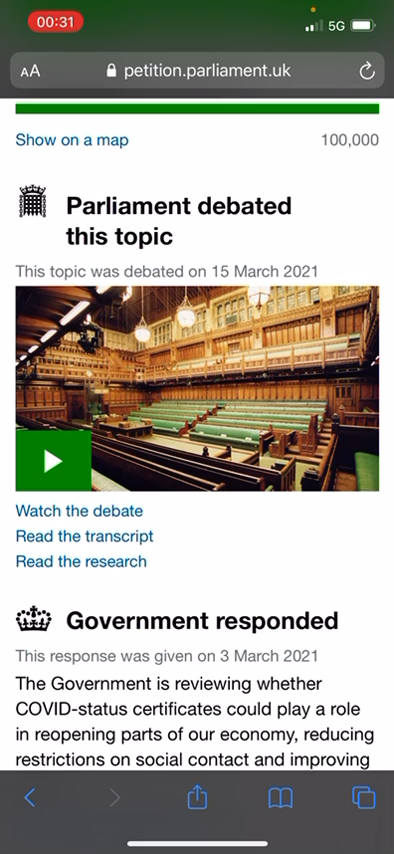 00:31
5G
AA
petition.parliament.uk
Show on a map
100,000
Parliament debated
this topic
This topic was debated on 15 March 2021
Watch the debate
Read the transcript
Read the research
Government responded
This response was given on 3 March 2021
The Government is reviewing whether
COVID-status certificates could play a role
in reopening parts of our economy, reducing
restrictions on social contact and improving